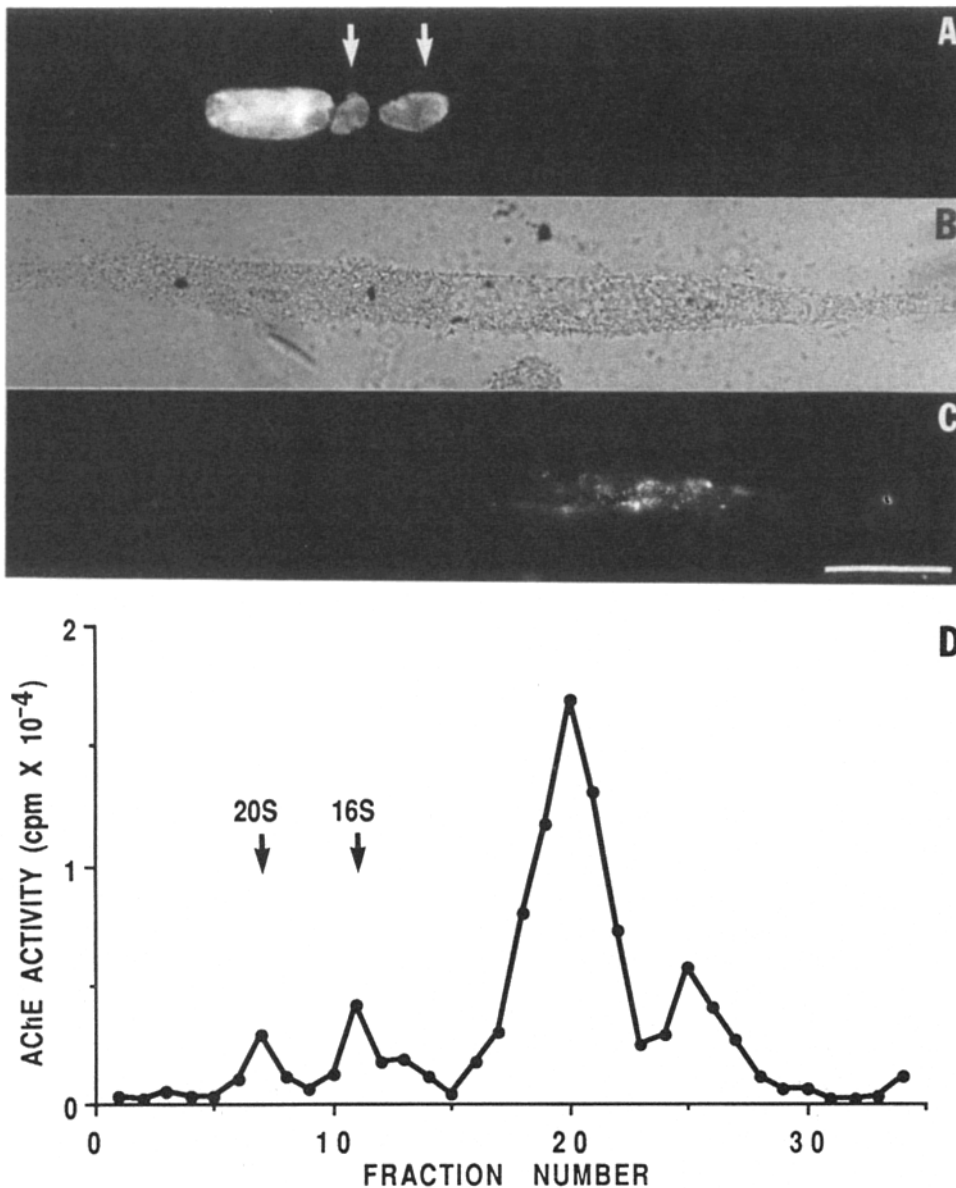 A
B
C
D
2
1
0
AChE ACTIVITY (cpm X 10⁻⁴)
20S
16S
0
10
20
30
FRACTION NUMBER